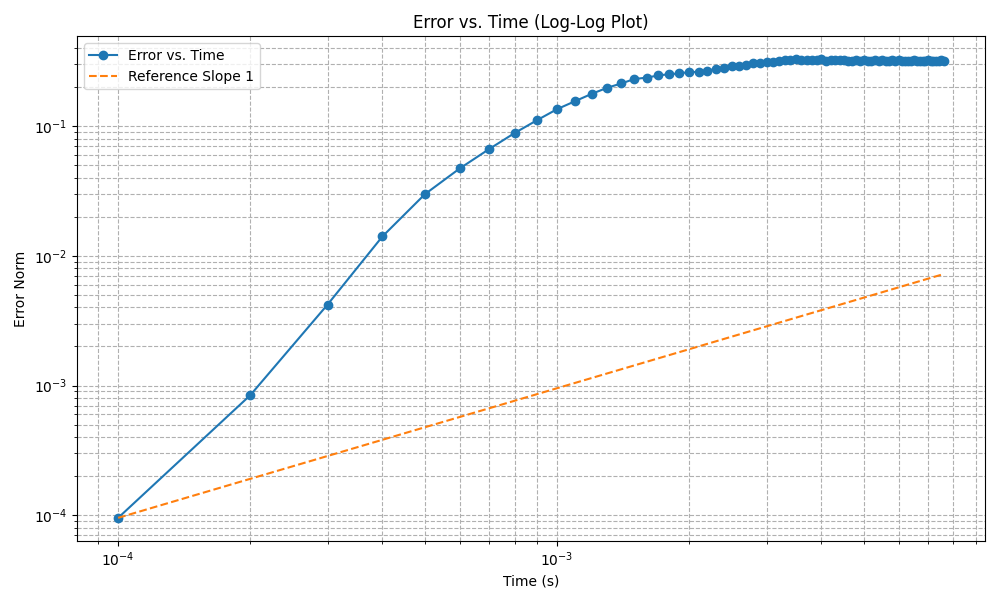 Error vs. Time (Log-Log Plot)
Error vs. Time
Reference Slope 1
Error Norm
10⁻¹
10⁻²
10⁻³
10⁻⁴
10⁻⁴
10⁻³
Time (s)